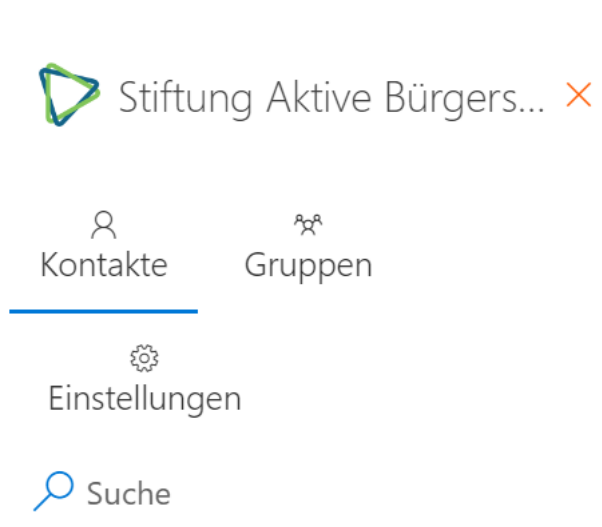 Stiftung Aktive Bürgers...
Kontakte Gruppen
Einstellungen
Suche